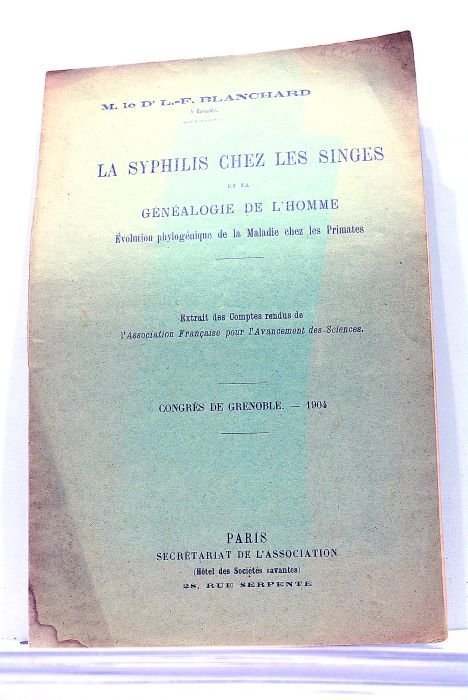 M. le Dr L.-F. BLANCHARD
LA SYPHILIS CHEZ LES SINGES
ET LA
GÉNÉALOGIE DE L'HOMME
Évolution phylogénique de la Maladie chez les Primates
Extrait des Comptes rendus de
l'Association Française pour l'Avancement des Sciences.
CONGRÈS DE GRENOBLE. — 1904
PARIS
SECRÉTARIAT DE L'ASSOCIATION
(Hôtel des Sociétés savantes)
28, RUE SERPENTE